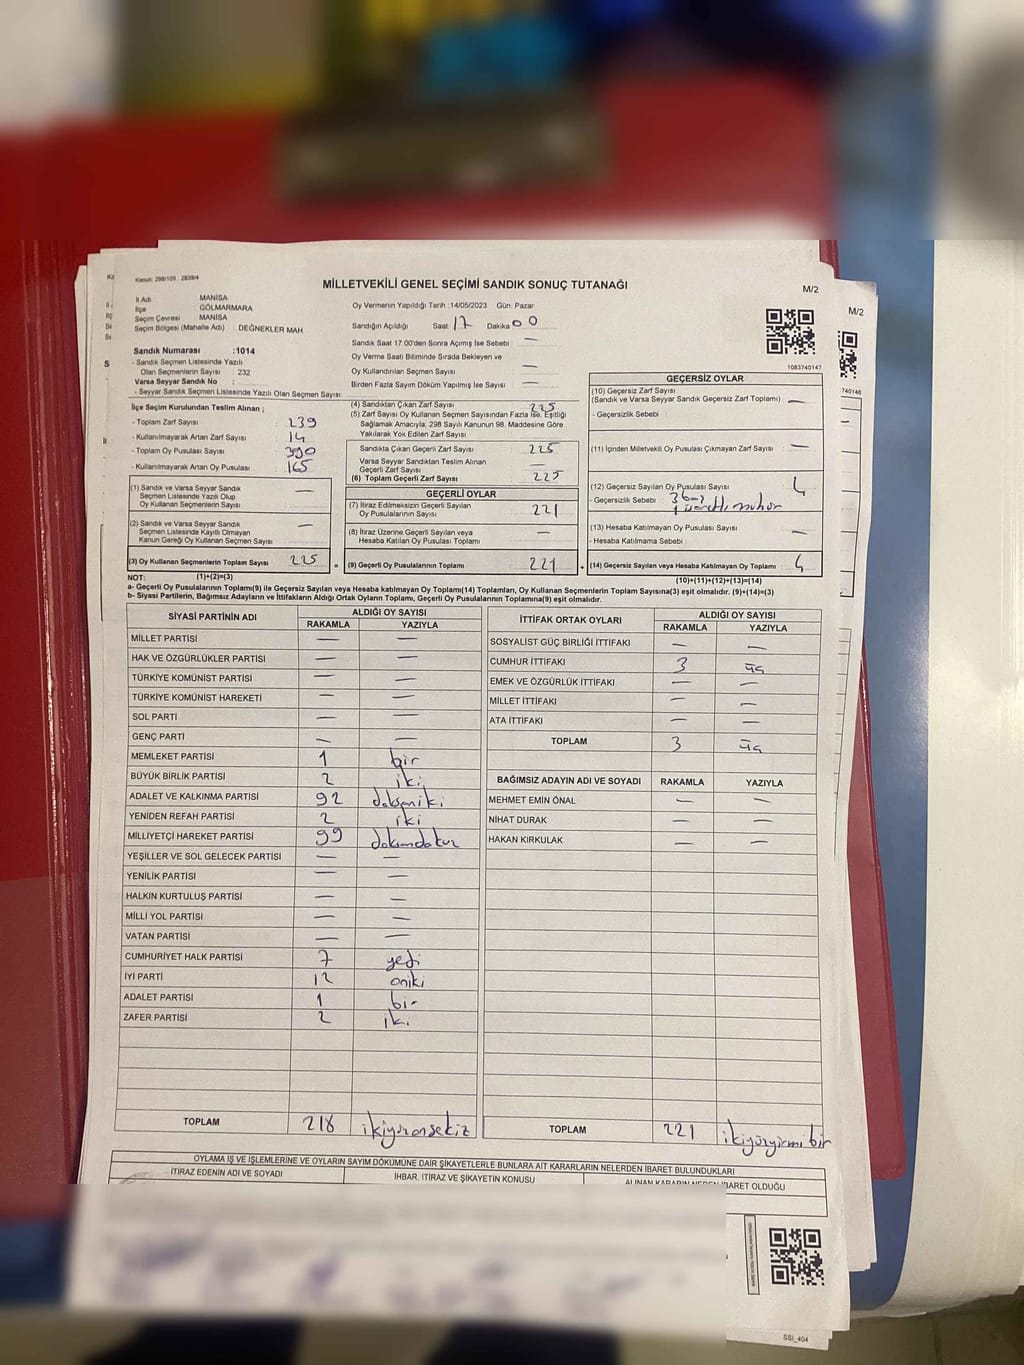 Kanun: 298/105 , 2839/4
MİLLETVEKİLİ GENEL SEÇİMİ SANDIK SONUÇ TUTANAĞI
M/2
M/2
İl Adı MANİSA
İlçe GÖLMARMARA
Seçim Çevresi MANİSA
Seçim Bölgesi (Mahalle Adı) : DEĞNEKLER MAH
Sandık Numarası :1014
- Sandık Seçmen Listesinde Yazılı
Olan Seçmenlerin Sayısı : 232
Varsa Seyyar Sandık No :
- Seyyar Sandık Seçmen Listesinde Yazılı Olan Seçmen Sayısı
Oy Vermenin Yapıldığı Tarih :14/05/2023 Gün: Pazar
Sandığın Açıldığı Saat 17 Dakika 00
Sandık Saat 17:00'den Sonra Açımış İse Sebebi : —
Oy Verme Saati Bitiminde Sırada Bekleyen ve
Oy Kullandırılan Seçmen Sayısı —
Birden Fazla Sayım Döküm Yapılmış İse Sayısı —
1083740147
İlçe Seçim Kurulundan Teslim Alınan ;
- Toplam Zarf Sayısı : 239
- Kullanılmayarak Artan Zarf Sayısı : 14
- Toplam Oy Pusulası Sayısı : 390
- Kullanılmayarak Artan Oy Pusulası : 165
(1) Sandık ve Varsa Seyyar Sandık
Seçmen Listesinde Yazılı Olup
Oy Kullanan Seçmenlerin Sayısı —
(2) Sandık ve Varsa Seyyar Sandık
Seçmen Listesinde Kayıtlı Olmayan
Kanun Gereği Oy Kullanan Seçmen Sayısı —
(3) Oy Kullanan Seçmenlerin Toplam Sayısı 225
(4) Sandıktan Çıkan Zarf Sayısı 225
(5) Zarf Sayısı Oy Kullanan Seçmen Sayısından Fazla İse, Eşitliği
Sağlamak Amacıyla, 298 Sayılı Kanunun 98. Maddesine Göre
Yakılarak Yok Edilen Zarf Sayısı
Sandıkta Çıkan Geçerli Zarf Sayısı 225
Varsa Seyyar Sandıktan Teslim Alınan
Geçerli Zarf Sayısı —
(6) Toplam Geçerli Zarf Sayısı 225
GEÇERLİ OYLAR
(7) İtiraz Edilmeksizin Geçerli Sayılan
Oy Pusulalarının Sayısı 221
(8) İtiraz Üzerine Geçerli Sayılan veya
Hesaba Katılan Oy Pusulası Toplamı —
= (9) Geçerli Oy Pusulalarının Toplamı 221
GEÇERSİZ OYLAR
(10) Geçersiz Zarf Sayısı
(Sandık ve Varsa Seyyar Sandık Geçersiz Zarf Toplamı) —
- Geçersizlik Sebebi :
(11) İçinden Milletvekili Oy Pusulası Çıkmayan Zarf Sayısı —
(12) Geçersiz Sayılan Oy Pusulası Sayısı 4
- Geçersizlik Sebebi :
(13) Hesaba Katılmayan Oy Pusulası Sayısı —
- Hesaba Katılmama Sebebi :
+ (14) Geçersiz Sayılan veya Hesaba Katılmayan Oy Toplamı 4
NOT: (1)+(2)=(3) (10)+(11)+(12)+(13)=(14)
a- Geçerli Oy Pusulalarının Toplamı(9) ile Geçersiz Sayılan veya Hesaba katılmayan Oy Toplamı(14) Toplamları, Oy Kullanan Seçmenlerin Toplam Sayısına(3) eşit olmalıdır. (9)+(14)=(3)
b- Siyasi Partilerin, Bağımsız Adayların ve İttifakların Aldığı Ortak Oyların Toplamı, Geçerli Oy Pusulalarının Toplamına(9) eşit olmalıdır.
SİYASİ PARTİNİN ADI ALDIĞI OY SAYISI
RAKAMLA YAZIYLA
MİLLET PARTİSİ — —
HAK VE ÖZGÜRLÜKLER PARTİSİ — —
TÜRKİYE KOMÜNİST PARTİSİ — —
TÜRKİYE KOMÜNİST HAREKETİ — —
SOL PARTİ — —
GENÇ PARTİ — —
MEMLEKET PARTİSİ 1 bir
BÜYÜK BİRLİK PARTİSİ 2 iki
ADALET VE KALKINMA PARTİSİ 92 doksaniki
YENİDEN REFAH PARTİSİ 2 iki
MİLLİYETÇİ HAREKET PARTİSİ 99 doksandokuz
YEŞİLLER VE SOL GELECEK PARTİSİ — —
YENİLİK PARTİSİ — —
HALKIN KURTULUŞ PARTİSİ — —
MİLLİ YOL PARTİSİ — —
VATAN PARTİSİ — —
CUMHURİYET HALK PARTİSİ 7 yedi
İYİ PARTİ 12 oniki
ADALET PARTİSİ 1 bir
ZAFER PARTİSİ 2 iki
TOPLAM 218 ikiyüzonsekiz
İTTİFAK ORTAK OYLARI ALDIĞI OY SAYISI
RAKAMLA YAZIYLA
SOSYALİST GÜÇ BİRLİĞİ İTTİFAKI — —
CUMHUR İTTİFAKI 3 üç
EMEK VE ÖZGÜRLÜK İTTİFAKI — —
MİLLET İTTİFAKI — —
ATA İTTİFAKI — —
TOPLAM 3 üç
BAĞIMSIZ ADAYIN ADI VE SOYADI RAKAMLA YAZIYLA
MEHMET EMİN ÖNAL — —
NİHAT DURAK — —
HAKAN KIRKULAK — —
TOPLAM 221 ikiyüzyirmi bir
OYLAMA İŞ VE İŞLEMLERİNE VE OYLARIN SAYIM DÖKÜMÜNE DAİR ŞİKAYETLERLE BUNLARA AİT KARARLARIN NELERDEN İBARET BULUNDUKLARI
İTİRAZ EDENİN ADI VE SOYADI İHBAR, İTİRAZ VE ŞİKAYETİN KONUSU ALINAN KARARIN NEDEN İBARET OLDUĞU
SSİ_404